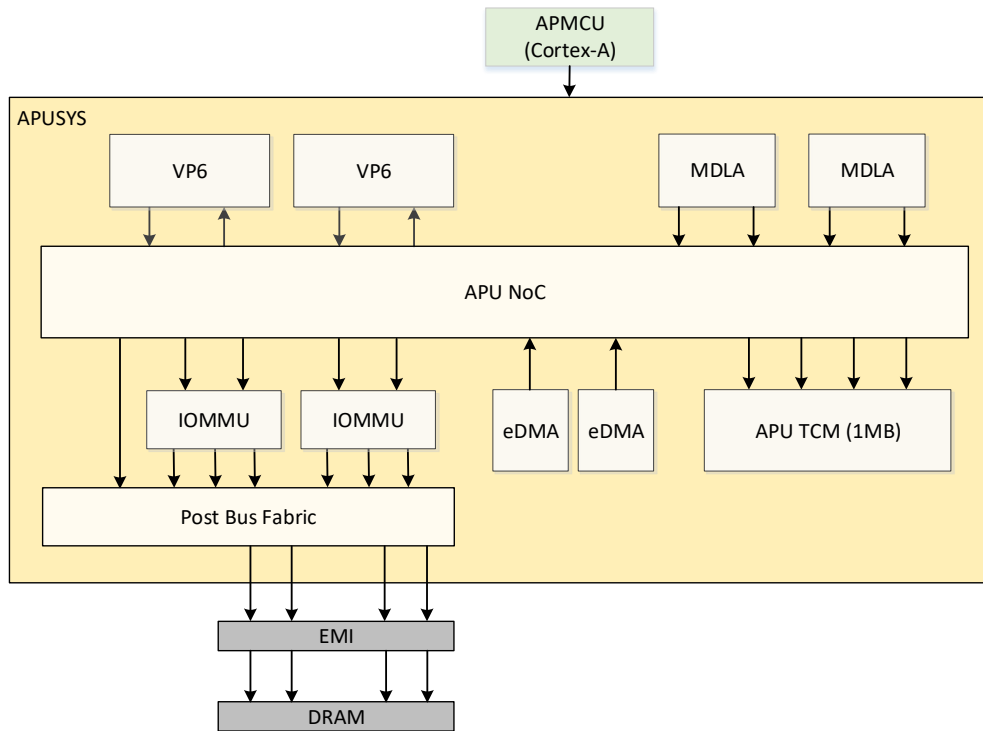 APMCU
(Cortex-A)
APUSYS
VP6
VP6
MDLA
MDLA
APU NoC
IOMMU
IOMMU
eDMA
eDMA
APU TCM (1MB)
Post Bus Fabric
EMI
DRAM